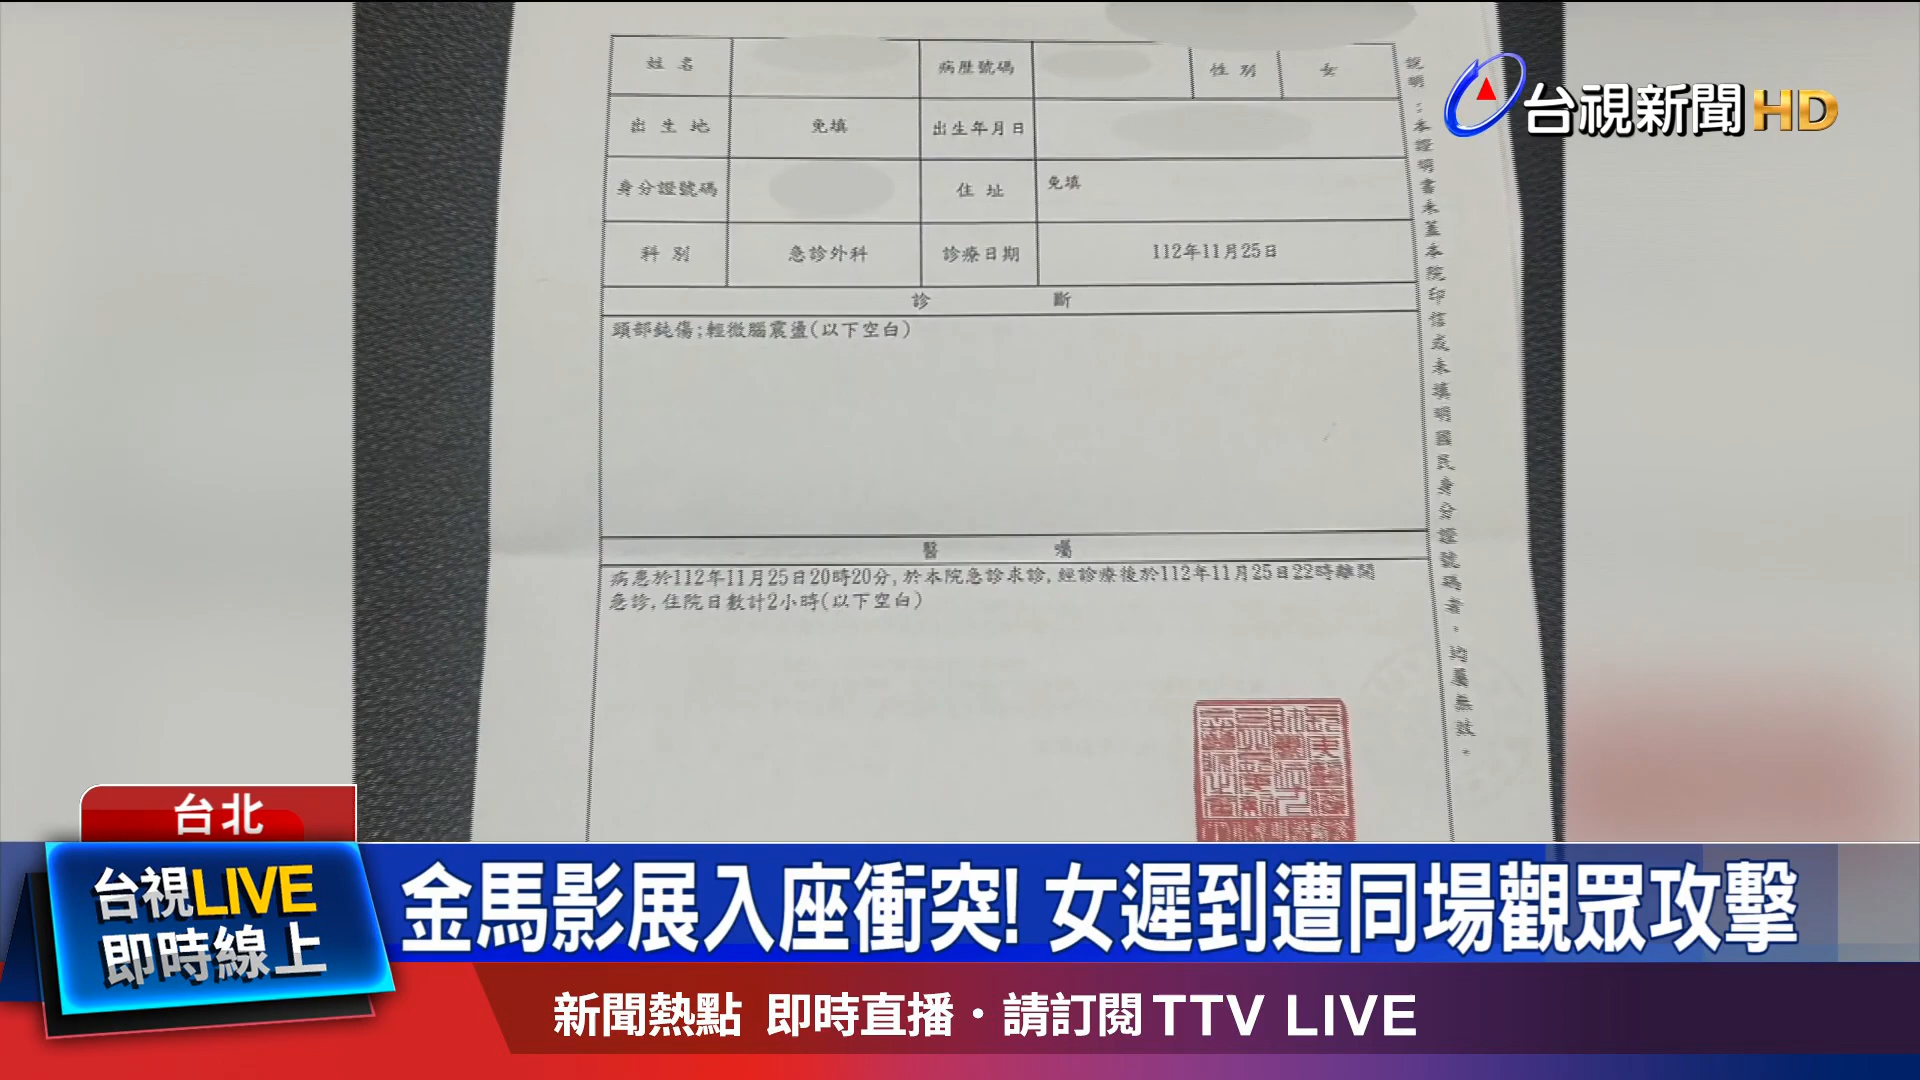 姓名
病歷號碼
性別
女
台視新聞HD
出生地
免填
出生年月日
身分證號碼
住址
免填
科別
急診外科
診療日期
112年11月25日
診斷
頭部鈍傷;輕微腦震盪(以下空白)
醫囑
病患於112年11月25日20時20分,於本院急診求診,經診療後於112年11月25日22時離開
急診,住院日數計2小時(以下空白)
說明:本證明書未蓋本院印信或未填明國民身分證號碼者,均屬無效。
台北
台視LIVE
即時線上
金馬影展入座衝突! 女遲到遭同場觀眾攻擊
新聞熱點 即時直播·請訂閱TTV LIVE